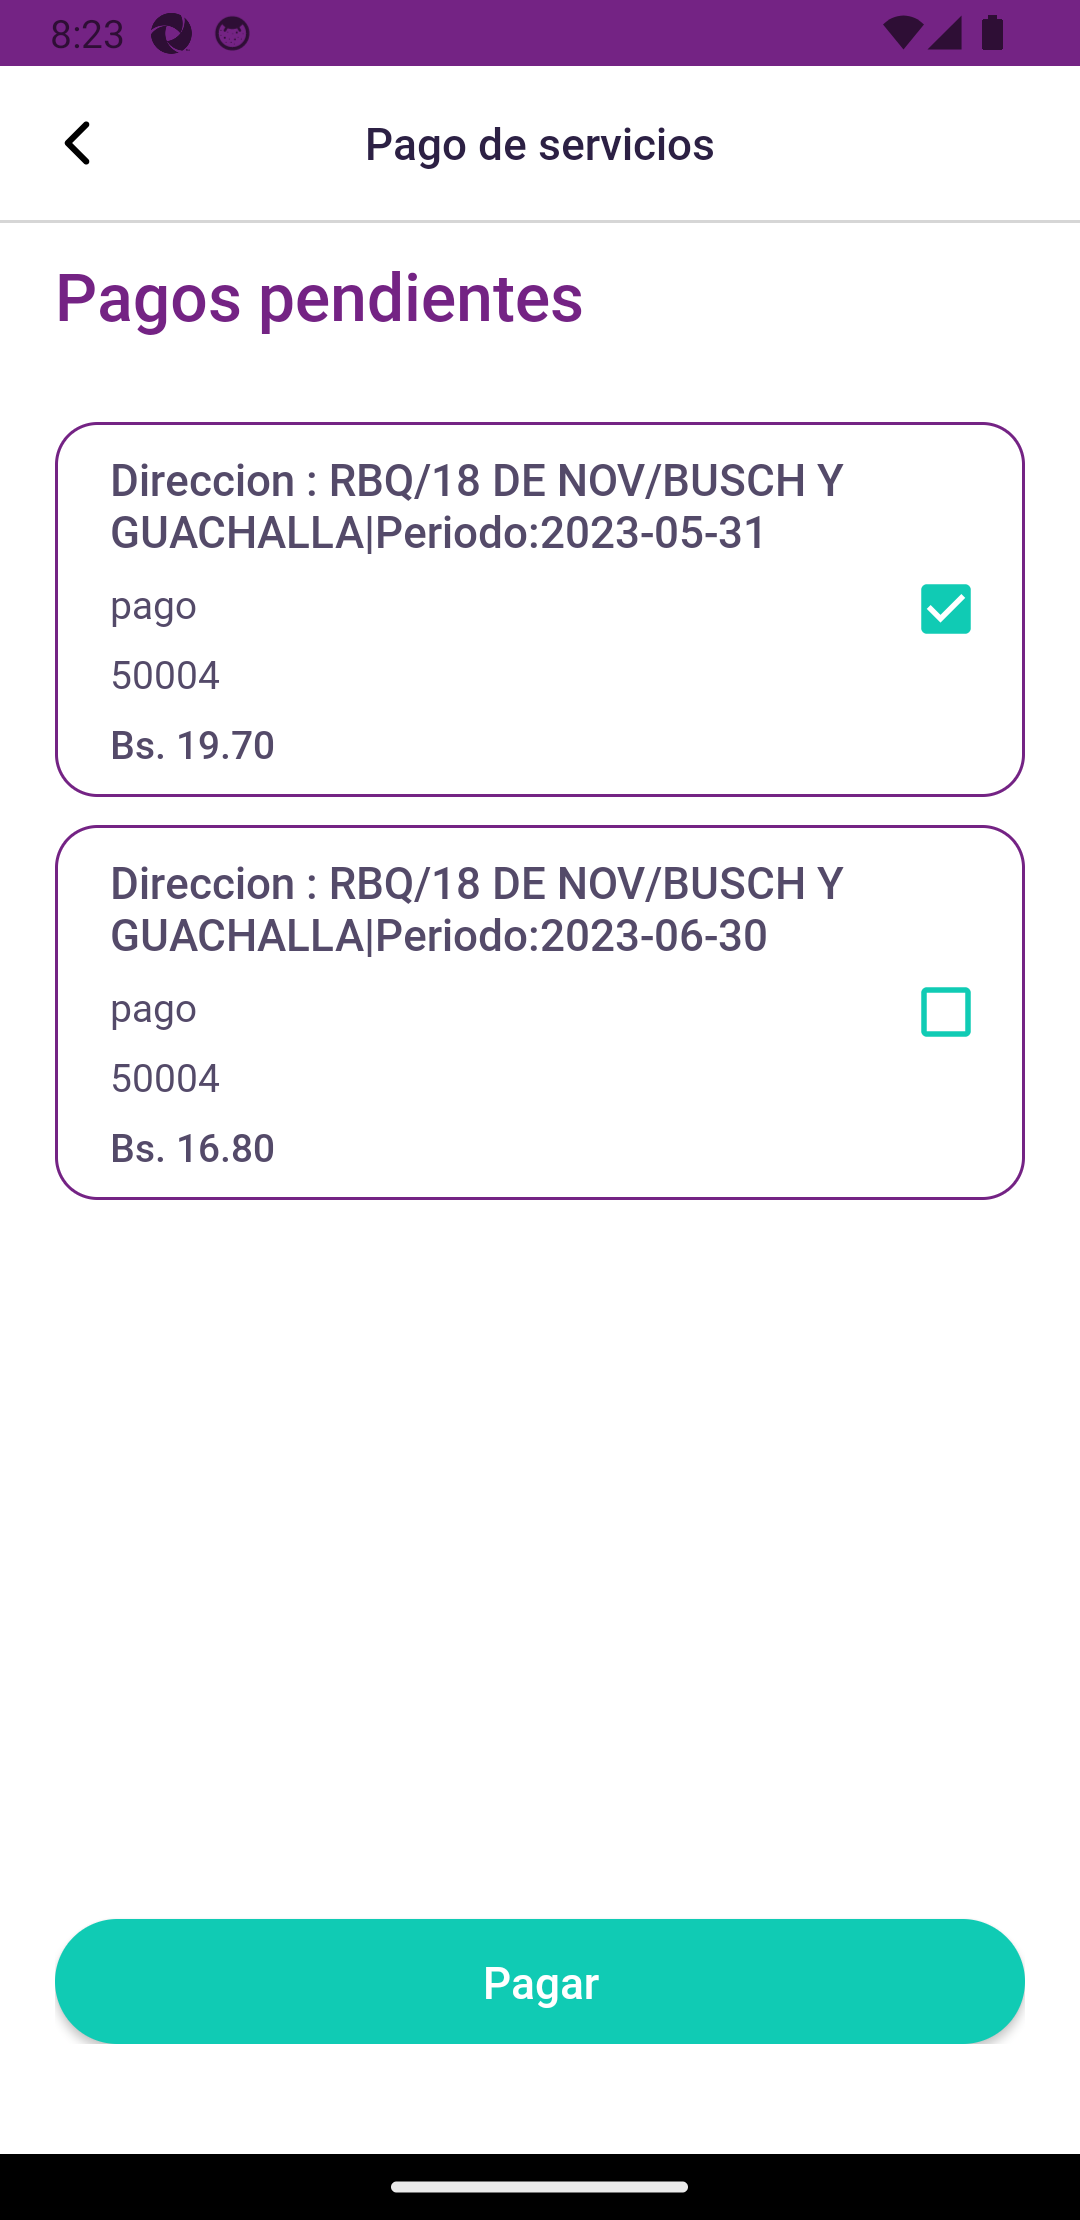 8:23
Pago de servicios
Pagos pendientes
Direccion : RBQ/18 DE NOV/BUSCH Y
GUACHALLA|Periodo:2023-05-31
pago
50004
Bs. 19.70
Direccion : RBQ/18 DE NOV/BUSCH Y
GUACHALLA|Periodo:2023-06-30
pago
50004
Bs. 16.80
Pagar